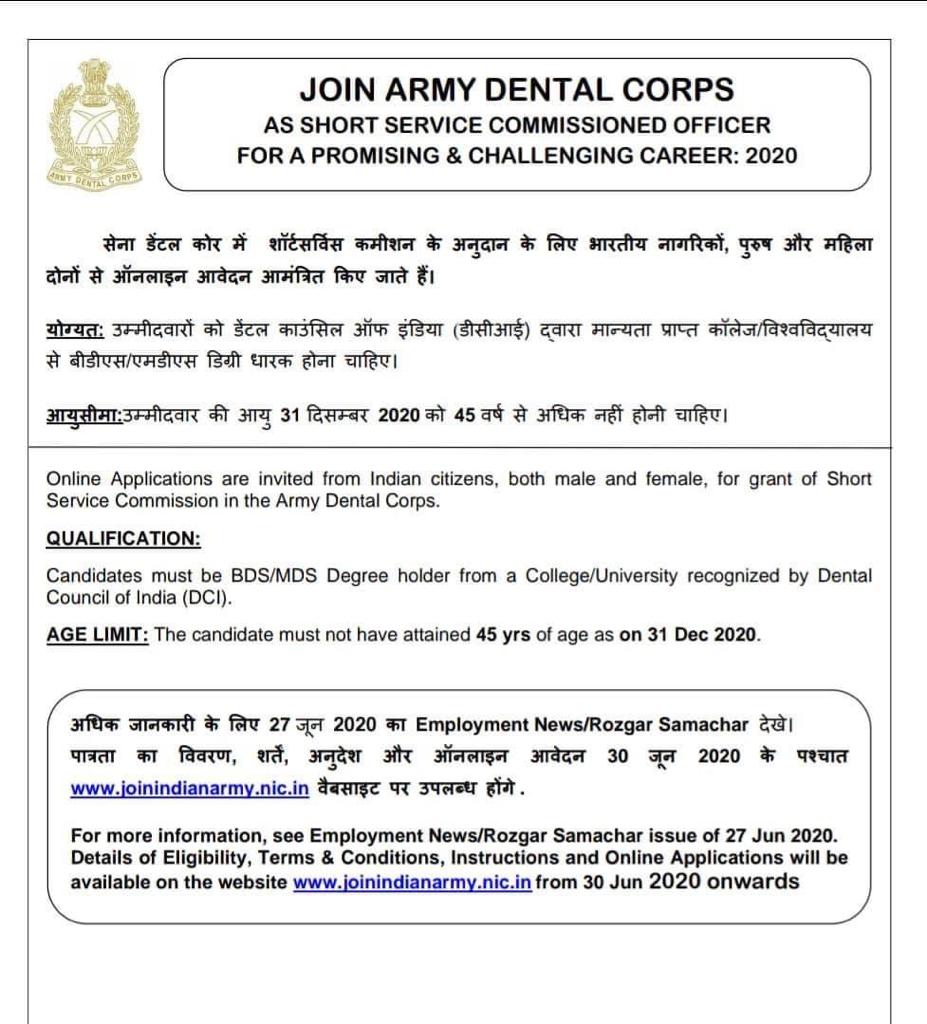 ARMY DENTAL CORPS
JOIN ARMY DENTAL CORPS
AS SHORT SERVICE COMMISSIONED OFFICER
FOR A PROMISING & CHALLENGING CAREER: 2020
सेना डेंटल कोर में शॉर्टसर्विस कमीशन के अनुदान के लिए भारतीय नागरिकों, पुरुष और महिला
दोनों से ऑनलाइन आवेदन आमंत्रित किए जाते हैं।
योग्यत: उम्मीदवारों को डेंटल काउंसिल ऑफ इंडिया (डीसीआई) द्वारा मान्यता प्राप्त कॉलेज/विश्वविद्यालय
से बीडीएस/एमडीएस डिग्री धारक होना चाहिए।
आयुसीमा:उम्मीदवार की आयु 31 दिसम्बर 2020 को 45 वर्ष से अधिक नहीं होनी चाहिए।
Online Applications are invited from Indian citizens, both male and female, for grant of Short
Service Commission in the Army Dental Corps.
QUALIFICATION:
Candidates must be BDS/MDS Degree holder from a College/University recognized by Dental
Council of India (DCI).
AGE LIMIT: The candidate must not have attained 45 yrs of age as on 31 Dec 2020.
अधिक जानकारी के लिए 27 जून 2020 का Employment News/Rozgar Samachar देखे।
पात्रता का विवरण, शर्तें, अनुदेश और ऑनलाइन आवेदन 30 जून 2020 के पश्चात
www.joinindianarmy.nic.in वैबसाइट पर उपलब्ध होंगे .
For more information, see Employment News/Rozgar Samachar issue of 27 Jun 2020.
Details of Eligibility, Terms & Conditions, Instructions and Online Applications will be
available on the website www.joinindianarmy.nic.in from 30 Jun 2020 onwards